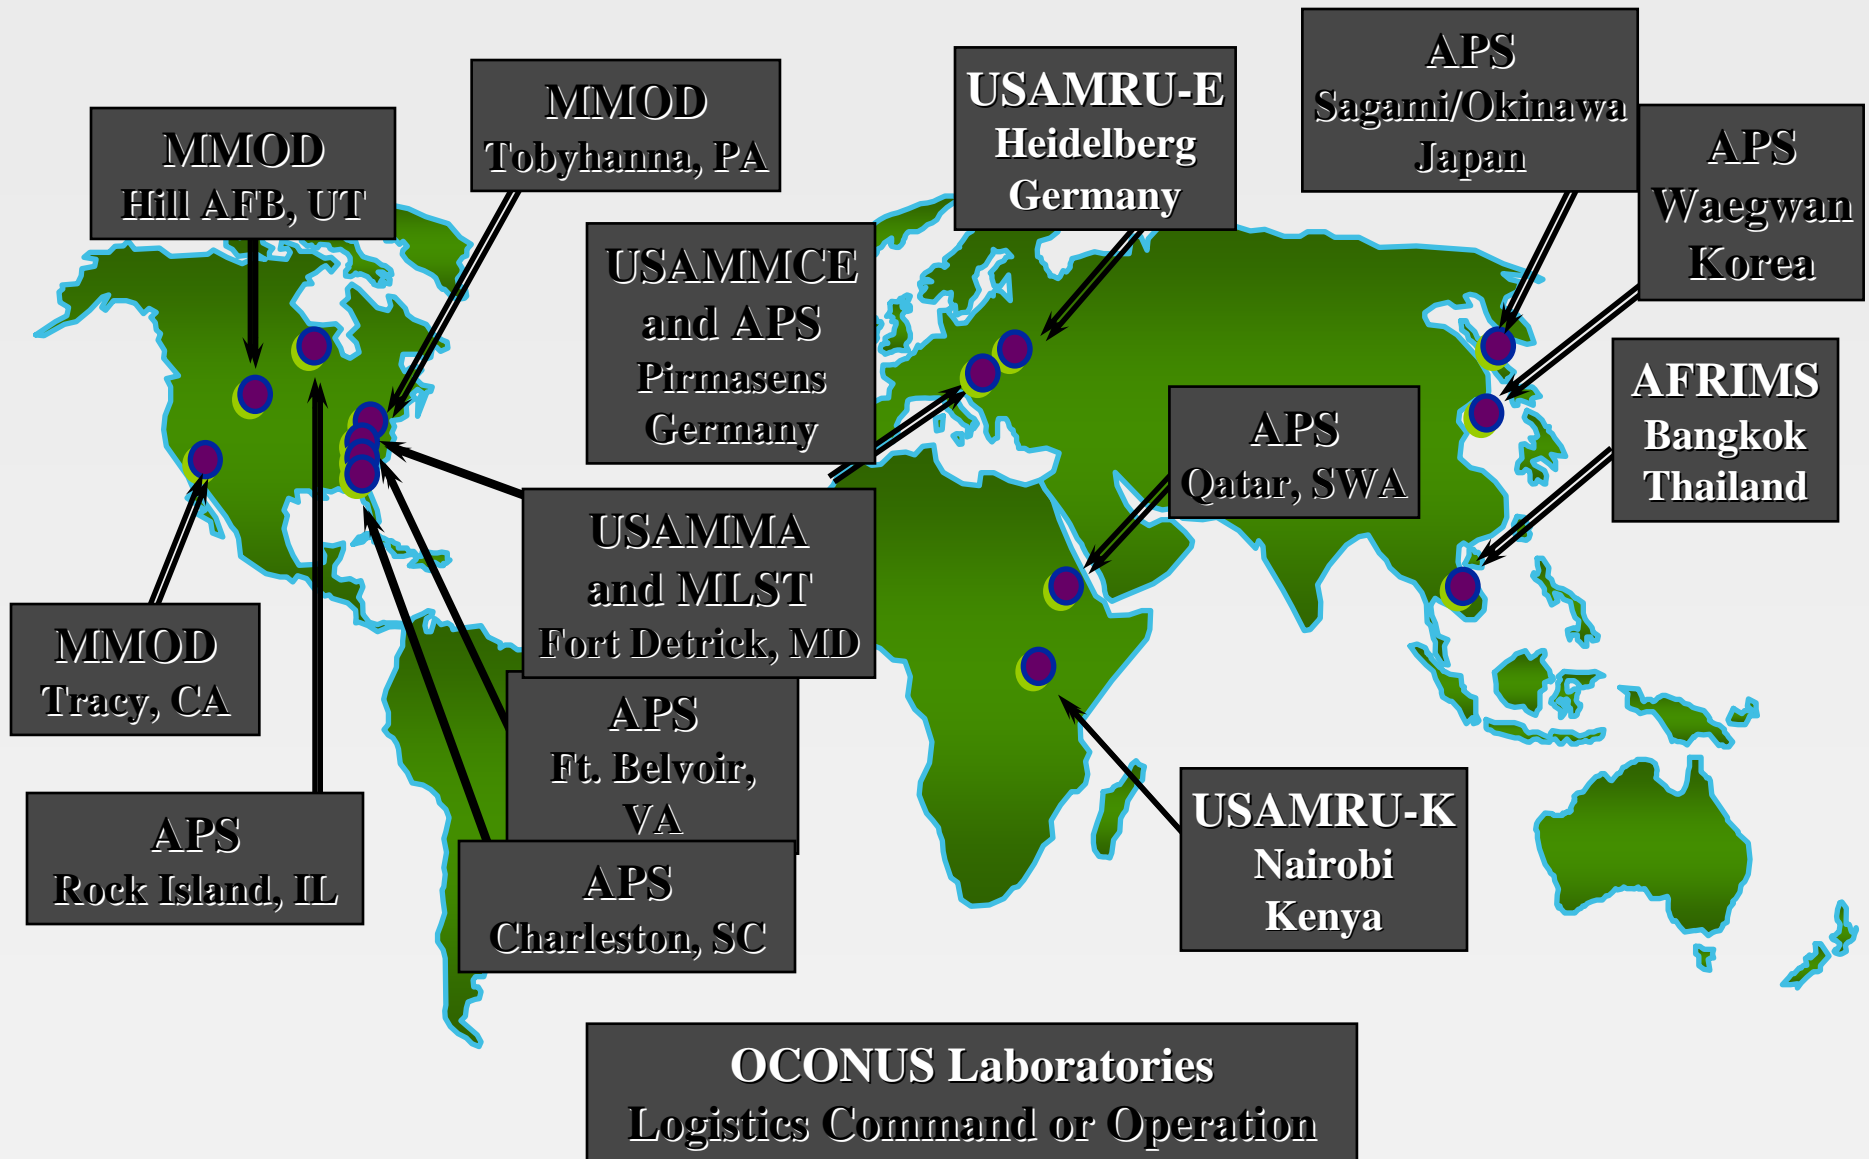 MMOD
Hill AFB, UT
MMOD
Tobyhanna, PA
USAMRU-E
Heidelberg
Germany
APS
Sagami/Okinawa
Japan
APS
Waegwan
Korea
USAMMCE
and APS
Pirmasens
Germany
AFRIMS
Bangkok
Thailand
APS
Qatar, SWA
USAMMA
and MLST
Fort Detrick, MD
MMOD
Tracy, CA
APS
Ft. Belvoir,
VA
APS
Rock Island, IL
APS
Charleston, SC
USAMRU-K
Nairobi
Kenya
OCONUS Laboratories
Logistics Command or Operation